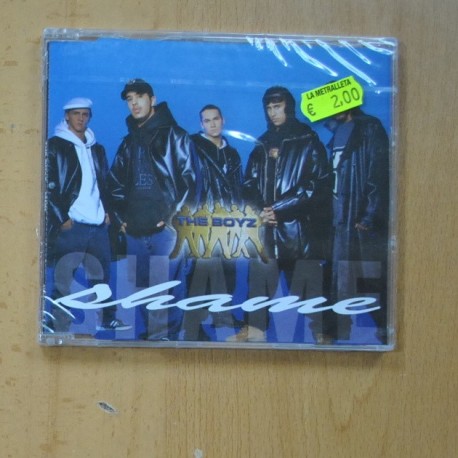 LA METRALLETA
€ 2,00
THE BOYZ
SHAME
shame